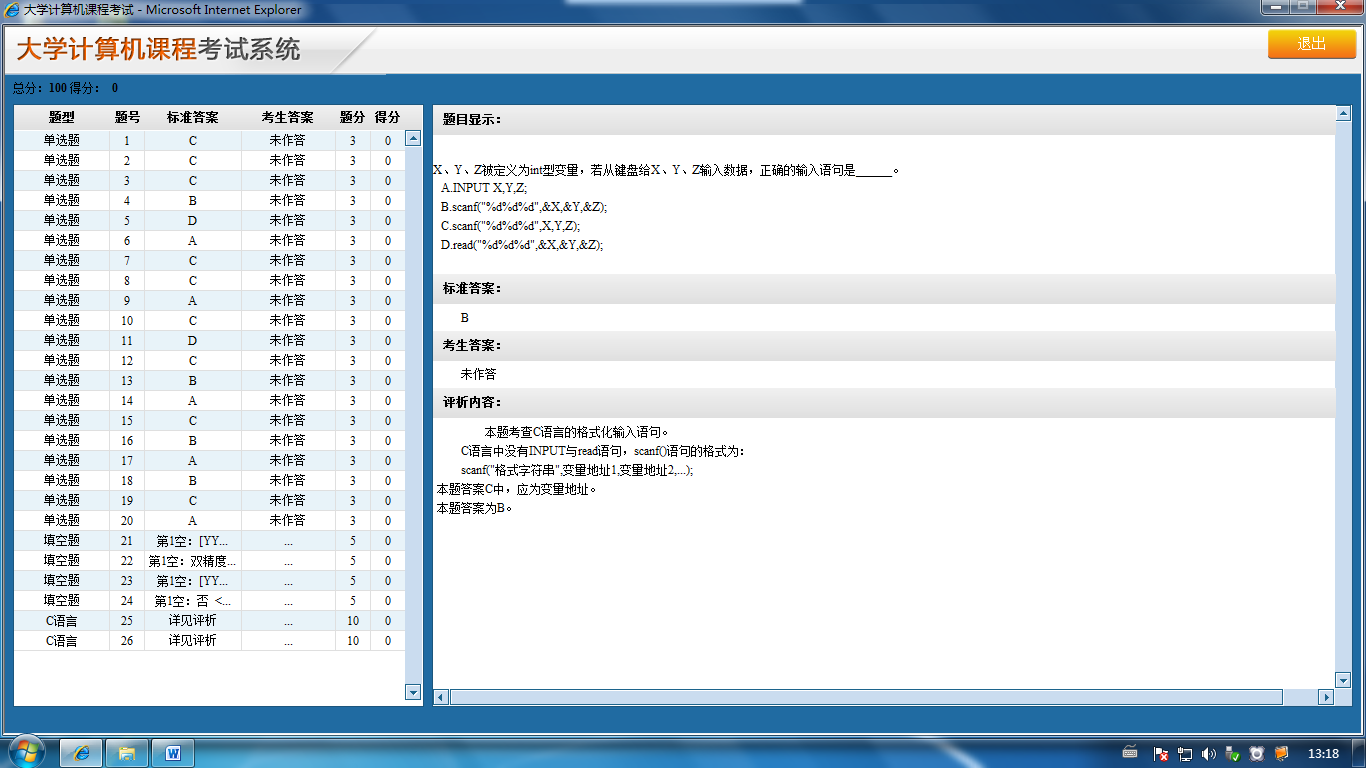 大学计算机课程考试 - Microsoft Internet Explorer
大学计算机课程考试系统
退出
总分：100 得分： 0
题型 题号 标准答案 考生答案 题分 得分
单选题 1 C 未作答 3 0
单选题 2 C 未作答 3 0
单选题 3 C 未作答 3 0
单选题 4 B 未作答 3 0
单选题 5 D 未作答 3 0
单选题 6 A 未作答 3 0
单选题 7 C 未作答 3 0
单选题 8 C 未作答 3 0
单选题 9 A 未作答 3 0
单选题 10 C 未作答 3 0
单选题 11 D 未作答 3 0
单选题 12 C 未作答 3 0
单选题 13 B 未作答 3 0
单选题 14 A 未作答 3 0
单选题 15 C 未作答 3 0
单选题 16 B 未作答 3 0
单选题 17 A 未作答 3 0
单选题 18 B 未作答 3 0
单选题 19 C 未作答 3 0
单选题 20 A 未作答 3 0
填空题 21 第1空：[YY... ... 5 0
填空题 22 第1空：双精度... ... 5 0
填空题 23 第1空：[YY... ... 5 0
填空题 24 第1空：否 <... ... 5 0
C语言 25 详见评析 ... 10 0
C语言 26 详见评析 ... 10 0
题目显示：
X、Y、Z被定义为int型变量，若从键盘给X、Y、Z输入数据，正确的输入语句是______。
A.INPUT X,Y,Z;
B.scanf("%d%d%d",&X,&Y,&Z);
C.scanf("%d%d%d",X,Y,Z);
D.read("%d%d%d",&X,&Y,&Z);
标准答案：
B
考生答案：
未作答
评析内容：
本题考查C语言的格式化输入语句。
C语言中没有INPUT与read语句，scanf()语句的格式为：
scanf("格式字符串",变量地址1,变量地址2,...);
本题答案C中，应为变量地址。
本题答案为B。
13:18